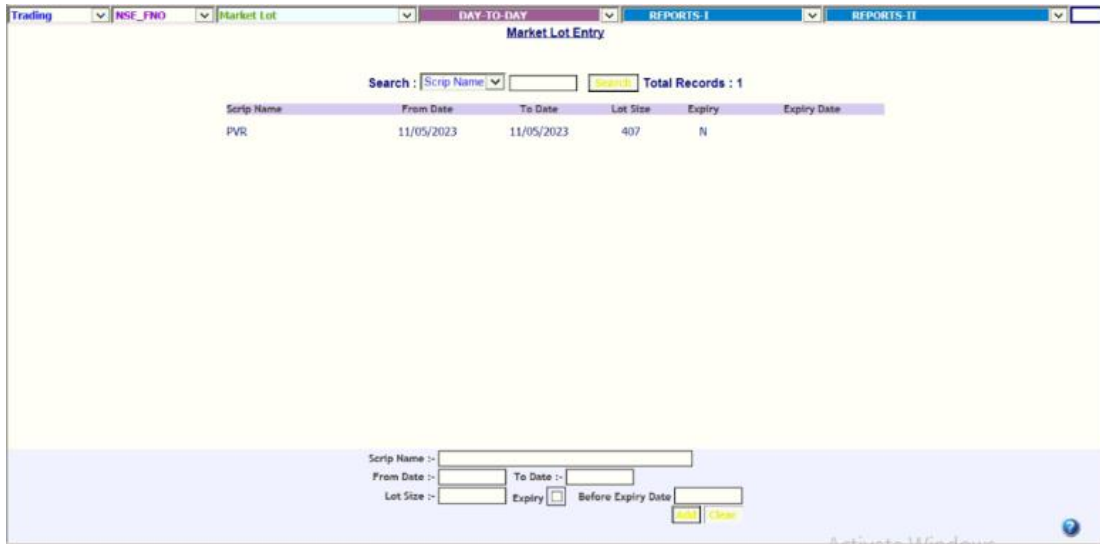 Trading NSE_FNO Market Lot DAY-TO-DAY REPORTS-I REPORTS-II
Market Lot Entry
Search : Scrip Name Search Total Records : 1
Scrip Name From Date To Date Lot Size Expiry Expiry Date
PVR 11/05/2023 11/05/2023 407 N
Scrip Name :-
From Date :- To Date :-
Lot Size :- Expiry Before Expiry Date
Add Clear
Activate Windows